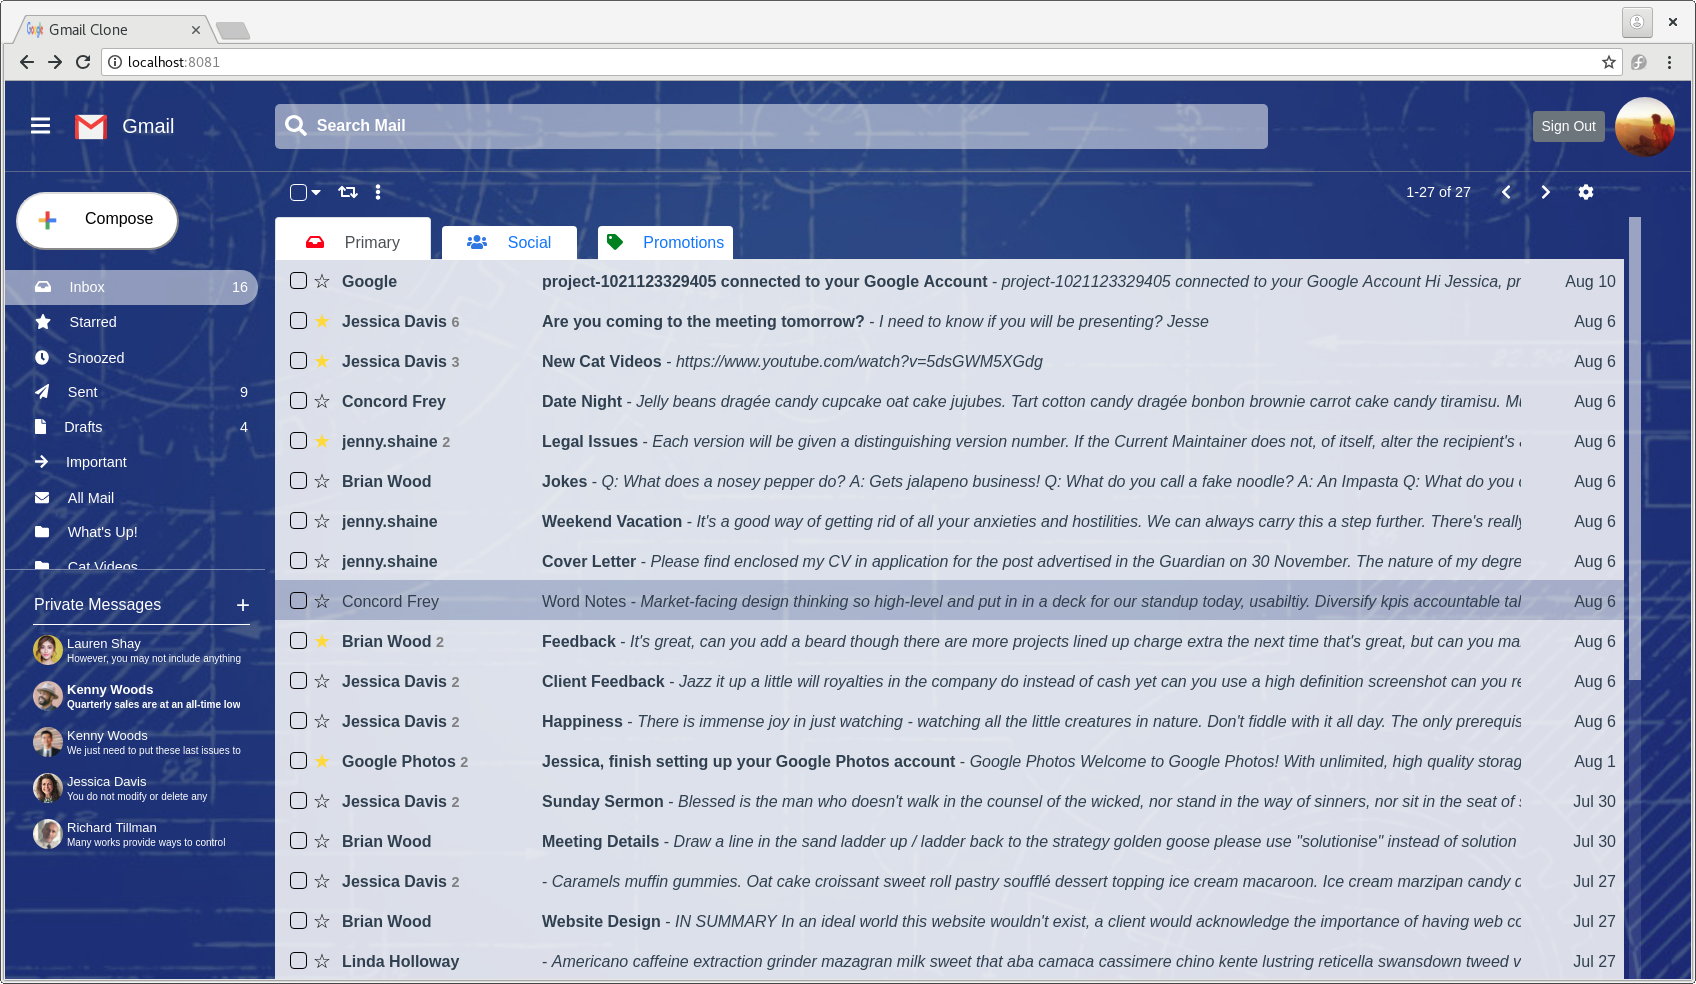 Gmail Clone
localhost:8081
Gmail
Search Mail
Sign Out
Compose
1-27 of 27
Primary
Social
Promotions
Inbox 16
Starred
Snoozed
Sent 9
Drafts 4
Important
All Mail
What's Up!
Cat Videos
Private Messages
Lauren Shay
However, you may not include anything
Kenny Woods
Quarterly sales are at an all-time low
Kenny Woods
We just need to put these last issues to
Jessica Davis
You do not modify or delete any
Richard Tillman
Many works provide ways to control
Google project-1021123329405 connected to your Google Account - project-1021123329405 connected to your Google Account Hi Jessica, pr Aug 10
Jessica Davis 6 Are you coming to the meeting tomorrow? - I need to know if you will be presenting? Jesse Aug 6
Jessica Davis 3 New Cat Videos - https://www.youtube.com/watch?v=5dsGWM5XGdg Aug 6
Concord Frey Date Night - Jelly beans dragée candy cupcake oat cake jujubes. Tart cotton candy dragée bonbon brownie carrot cake candy tiramisu. Aug 6
jenny.shaine 2 Legal Issues - Each version will be given a distinguishing version number. If the Current Maintainer does not, of itself, alter the recipient's Aug 6
Brian Wood Jokes - Q: What does a nosey pepper do? A: Gets jalapeno business! Q: What do you call a fake noodle? A: An Impasta Q: What do you Aug 6
jenny.shaine Weekend Vacation - It's a good way of getting rid of all your anxieties and hostilities. We can always carry this a step further. There's really Aug 6
jenny.shaine Cover Letter - Please find enclosed my CV in application for the post advertised in the Guardian on 30 November. The nature of my degre Aug 6
Concord Frey Word Notes - Market-facing design thinking so high-level and put in in a deck for our standup today, usabiltiy. Diversify kpis accountable tal Aug 6
Brian Wood 2 Feedback - It's great, can you add a beard though there are more projects lined up charge extra the next time that's great, but can you ma Aug 6
Jessica Davis 2 Client Feedback - Jazz it up a little will royalties in the company do instead of cash yet can you use a high definition screenshot can you re Aug 6
Jessica Davis 2 Happiness - There is immense joy in just watching - watching all the little creatures in nature. Don't fiddle with it all day. The only prerequis Aug 6
Google Photos 2 Jessica, finish setting up your Google Photos account - Google Photos Welcome to Google Photos! With unlimited, high quality storag Aug 1
Jessica Davis 2 Sunday Sermon - Blessed is the man who doesn't walk in the counsel of the wicked, nor stand in the way of sinners, nor sit in the seat of Jul 30
Brian Wood Meeting Details - Draw a line in the sand ladder up / ladder back to the strategy golden goose please use "solutionise" instead of solution Jul 30
Jessica Davis 2 - Caramels muffin gummies. Oat cake croissant sweet roll pastry soufflé dessert topping ice cream macaroon. Ice cream marzipan candy Jul 27
Brian Wood Website Design - IN SUMMARY In an ideal world this website wouldn't exist, a client would acknowledge the importance of having web co Jul 27
Linda Holloway - Americano caffeine extraction grinder mazagran milk sweet that aba camaca cassimere chino kente lustring reticella swansdown tweed v Jul 27